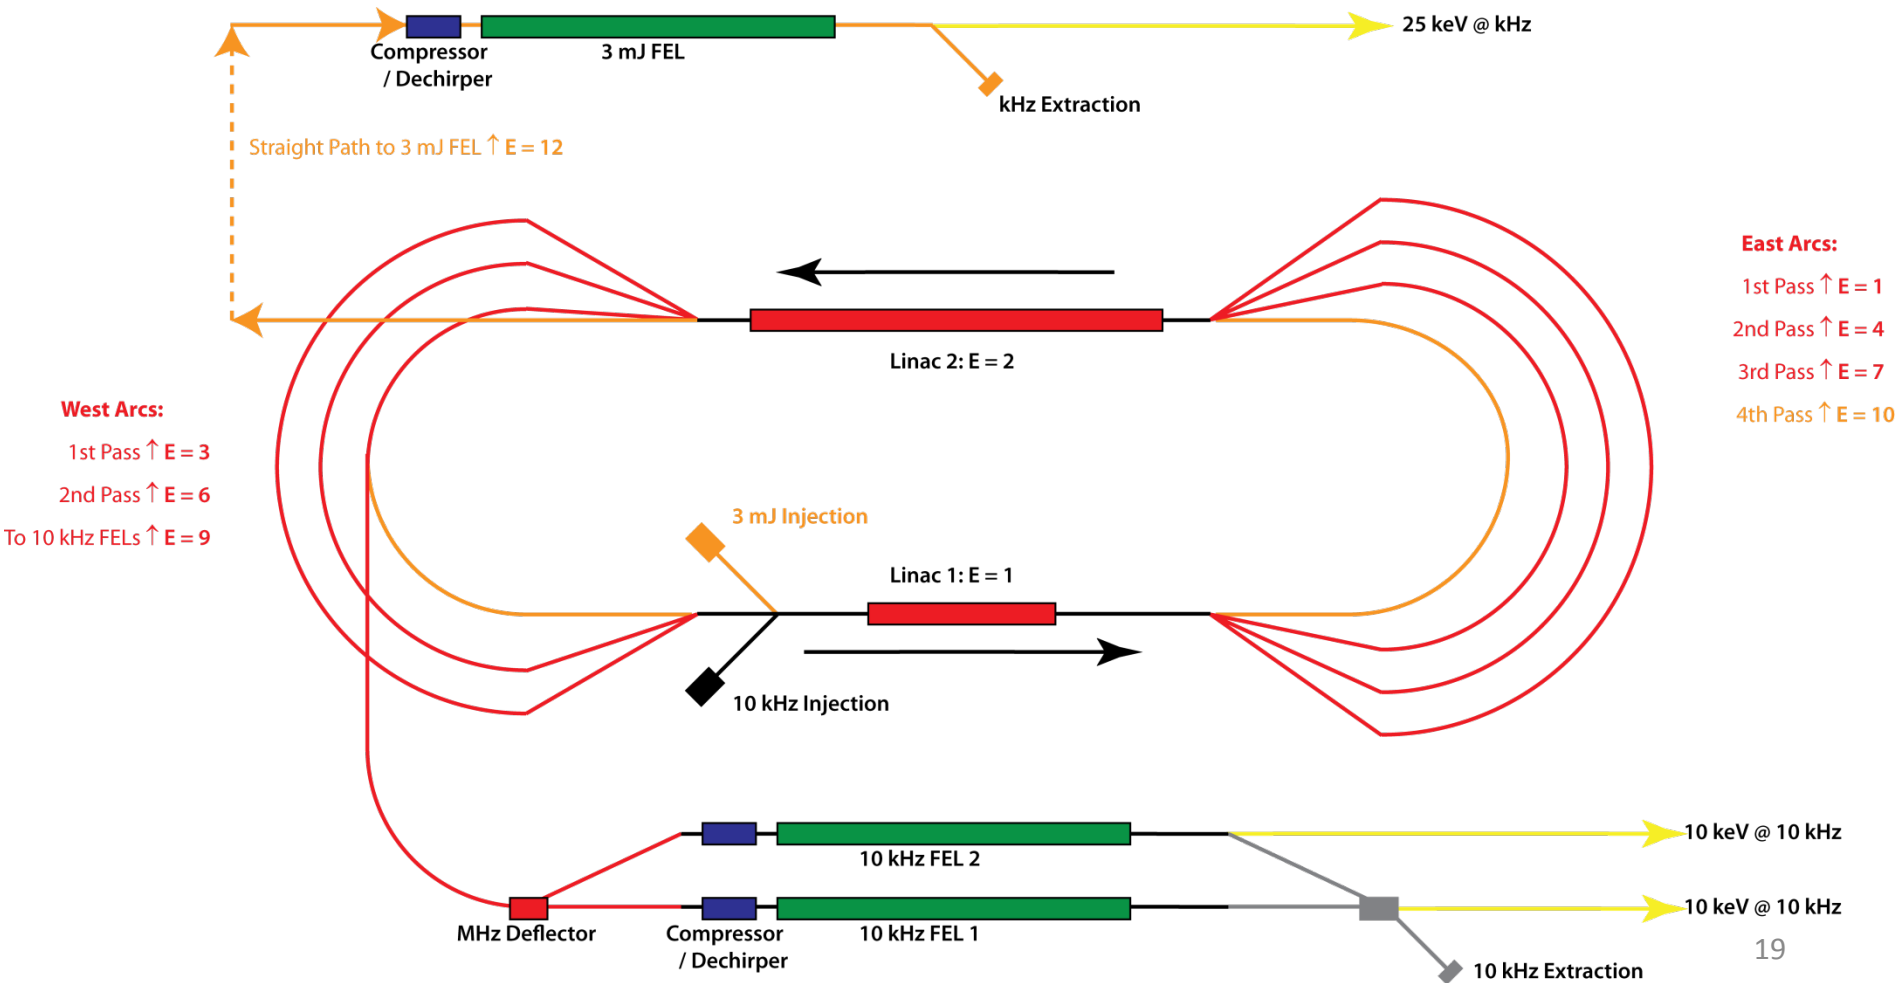 25 keV @ kHz
Compressor
/ Dechirper
3 mJ FEL
kHz Extraction
Straight Path to 3 mJ FEL ↑ E = 12
East Arcs:
1st Pass ↑ E = 1
2nd Pass ↑ E = 4
3rd Pass ↑ E = 7
4th Pass ↑ E = 10
Linac 2: E = 2
West Arcs:
1st Pass ↑ E = 3
2nd Pass ↑ E = 6
To 10 kHz FELs ↑ E = 9
3 mJ Injection
Linac 1: E = 1
10 kHz Injection
10 keV @ 10 kHz
10 kHz FEL 2
10 keV @ 10 kHz
MHz Deflector
Compressor
/ Dechirper
10 kHz FEL 1
19
10 kHz Extraction